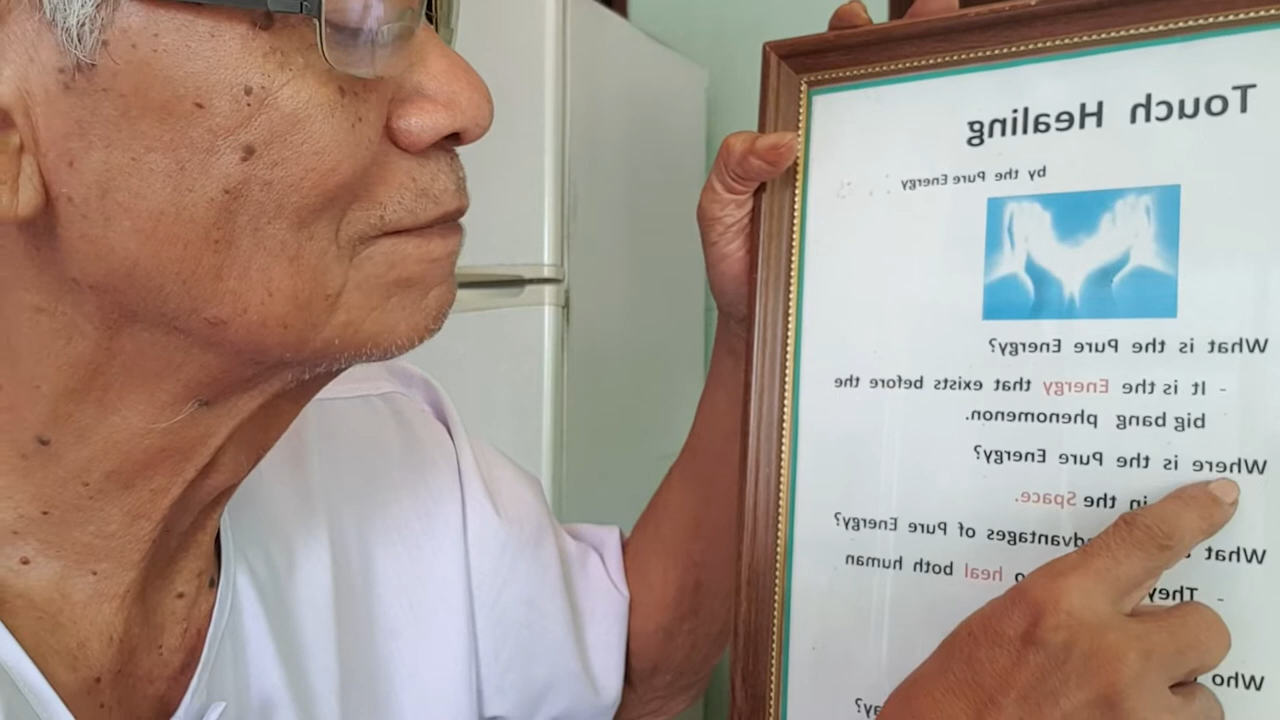 Touch Healing
by the Pure Energy
What is the Pure Energy?
- It is the Energy that exists before the
big bang phenomenon.
Where is the Pure Energy?
in the Space.
What advantages of Pure Energy?
- They heal both human
Who